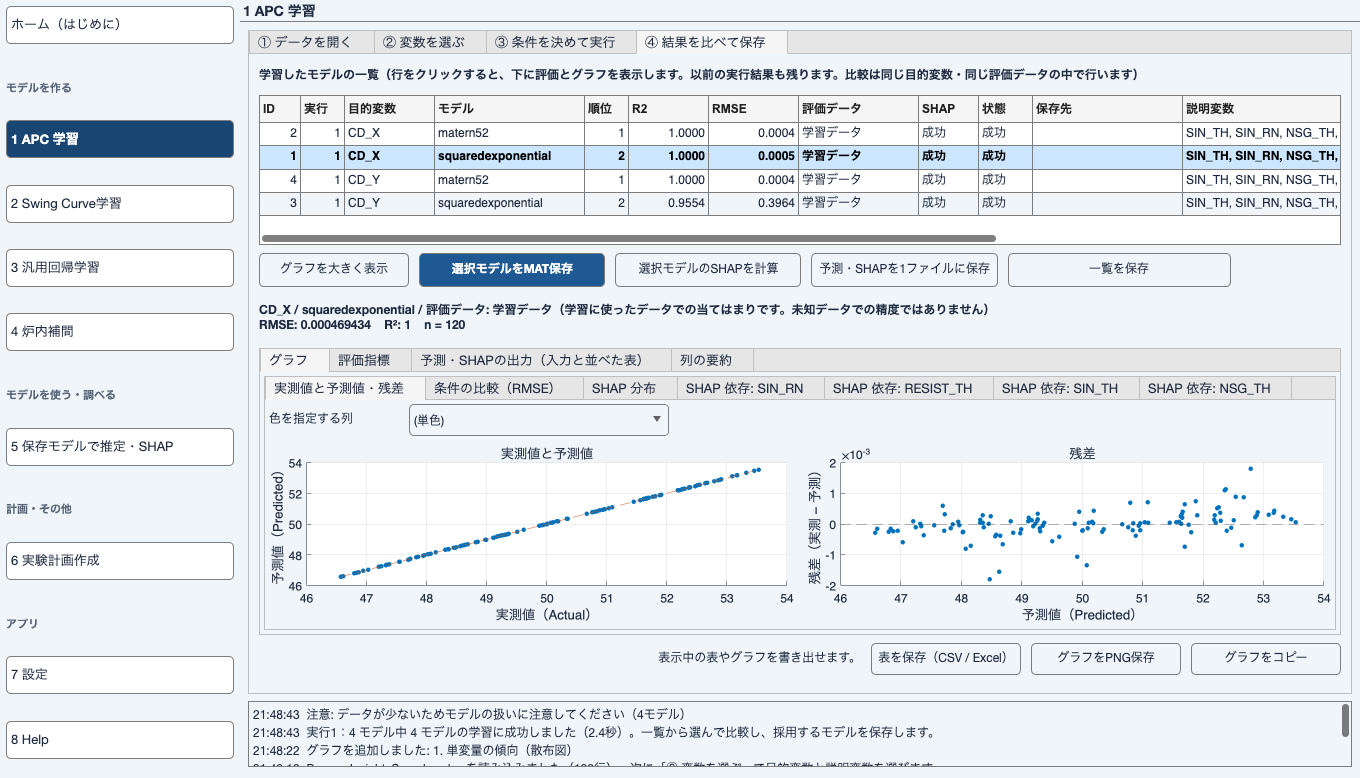 ホーム（はじめに）
モデルを作る
1 APC 学習
2 Swing Curve学習
3 汎用回帰学習
4 炉内補間
モデルを使う・調べる
5 保存モデルで推定・SHAP
計画・その他
6 実験計画作成
アプリ
7 設定
8 Help
1 APC 学習
① データを開く ② 変数を選ぶ ③ 条件を決めて実行 ④ 結果を比べて保存
学習したモデルの一覧（行をクリックすると、下に評価とグラフを表示します。以前の実行結果も残ります。比較は同じ目的変数・同じ評価データの中で行います）
ID 実行 目的変数 モデル 順位 R2 RMSE 評価データ SHAP 状態 保存先 説明変数
2 1 CD_X matern52 1 1.0000 0.0004 学習データ 成功 成功 SIN_TH, SIN_RN, NSG_TH,
1 1 CD_X squaredexponential 2 1.0000 0.0005 学習データ 成功 成功 SIN_TH, SIN_RN, NSG_TH,
4 1 CD_Y matern52 1 1.0000 0.0004 学習データ 成功 成功 SIN_TH, SIN_RN, NSG_TH,
3 1 CD_Y squaredexponential 2 0.9554 0.3964 学習データ 成功 成功 SIN_TH, SIN_RN, NSG_TH,
グラフを大きく表示 選択モデルをMAT保存 選択モデルのSHAPを計算 予測・SHAPを1ファイルに保存 一覧を保存
CD_X / squaredexponential / 評価データ: 学習データ（学習に使ったデータでの当てはまりです。未知データでの精度ではありません）
RMSE: 0.000469434 R²: 1 n = 120
グラフ 評価指標 予測・SHAPの出力（入力と並べた表） 列の要約
実測値と予測値・残差 条件の比較（RMSE） SHAP 分布 SHAP 依存: SIN_RN SHAP 依存: RESIST_TH SHAP 依存: SIN_TH SHAP 依存: NSG_TH
色を指定する列 (単色)
実測値と予測値
予測値（Predicted）
54
52
50
48
46
46 47 48 49 50 51 52 53 54
実測値（Actual）
残差
×10⁻³
残差（実測 − 予測）
2
1
0
-1
-2
46 47 48 49 50 51 52 53 54
予測値（Predicted）
表示中の表やグラフを書き出せます。 表を保存（CSV / Excel） グラフをPNG保存 グラフをコピー
21:48:43 注意: データが少ないためモデルの扱いに注意してください（4モデル）
21:48:43 実行1：4 モデル中 4 モデルの学習に成功しました（2.4秒）。一覧から選んで比較し、採用するモデルを保存します。
21:48:22 グラフを追加しました: 1. 単変量の傾向（散布図）